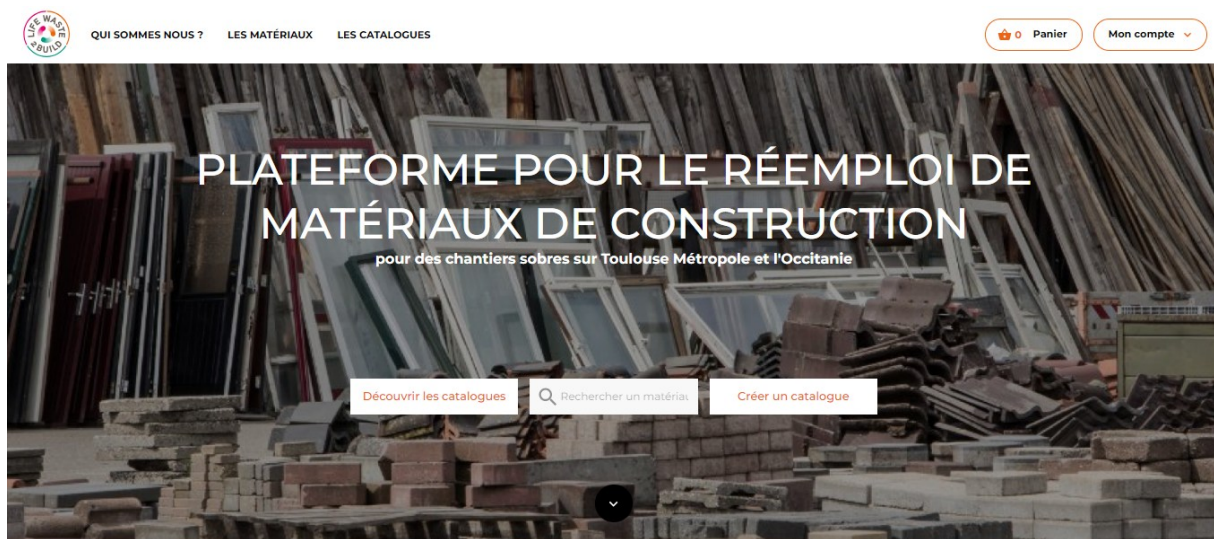 LIFE WASTE
2BUILD
QUI SOMMES NOUS ?
LES MATÉRIAUX
LES CATALOGUES
0 Panier
Mon compte
PLATEFORME POUR LE RÉEMPLOI DE
MATÉRIAUX DE CONSTRUCTION
pour des chantiers sobres sur Toulouse Métropole et l'Occitanie
Découvrir les catalogues
Rechercher un matériau
Créer un catalogue